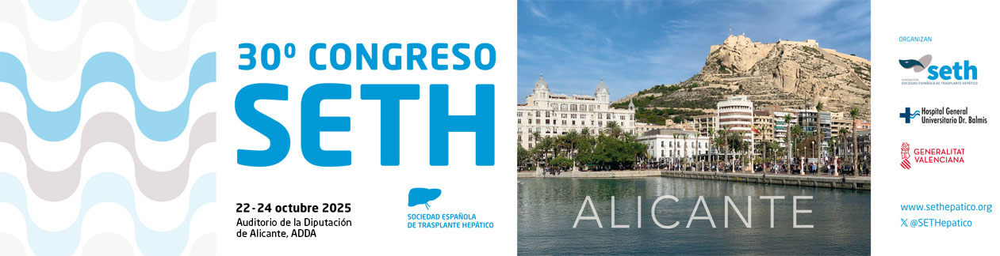 30º CONGRESO
SETH
22-24 octubre 2025
Auditorio de la Diputación
de Alicante, ADDA
SOCIEDAD ESPAÑOLA
DE TRASPLANTE HEPÁTICO
ALICANTE
ORGANIZAN
seth
FUNDACIÓN
SOCIEDAD ESPAÑOLA DE TRASPLANTE HEPÁTICO
Hospital General
Universitario Dr. Balmis
GENERALITAT
VALENCIANA
www.sethepatico.org
𝕏 @SETHepatico